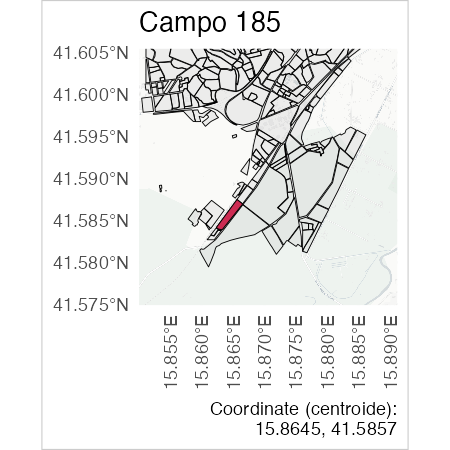 Campo 185
41.605°N
41.600°N
41.595°N
41.590°N
41.585°N
41.580°N
41.575°N
15.855°E
15.860°E
15.865°E
15.870°E
15.875°E
15.880°E
15.885°E
15.890°E
Coordinate (centroide):
15.8645, 41.5857